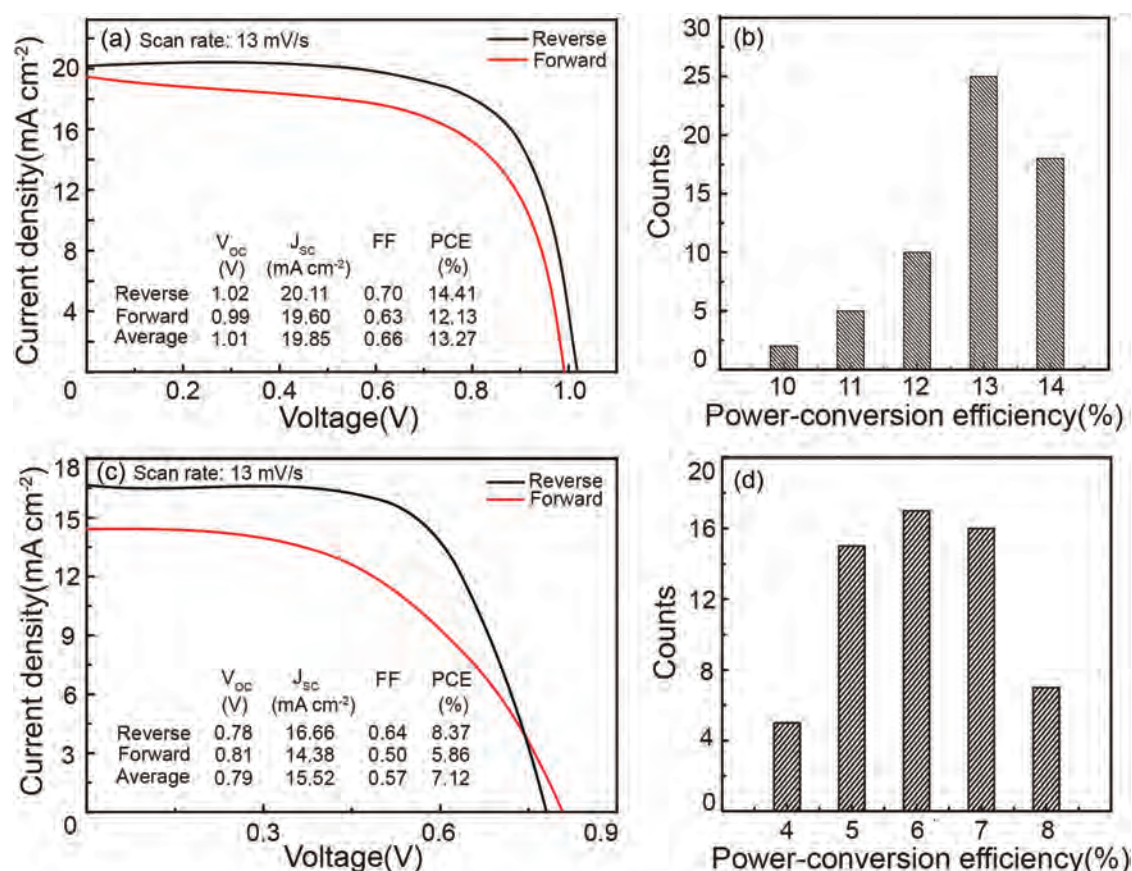 (a) Scan rate: 13 mV/s
Reverse
Forward
Current density(mA cm⁻²)
20
16
12
8
4
0
0.2
0.4
0.6
0.8
1.0
Voltage(V)
V_OC J_SC FF PCE
(V) (mA cm⁻²) (%)
Reverse 1.02 20.11 0.70 14.41
Forward 0.99 19.60 0.63 12.13
Average 1.01 19.85 0.66 13.27
(b)
Counts
30
25
20
15
10
5
0
10 11 12 13 14
Power-conversion efficiency(%)
(c) Scan rate: 13 mV/s
Reverse
Forward
Current density(mA cm⁻²)
18
15
12
9
6
3
0
0.3
0.6
0.9
Voltage(V)
V_OC J_SC FF PCE
(V) (mA cm⁻²) (%)
Reverse 0.78 16.66 0.64 8.37
Forward 0.81 14.38 0.50 5.86
Average 0.79 15.52 0.57 7.12
(d)
Counts
20
16
12
8
4
0
4 5 6 7 8
Power-conversion efficiency(%)